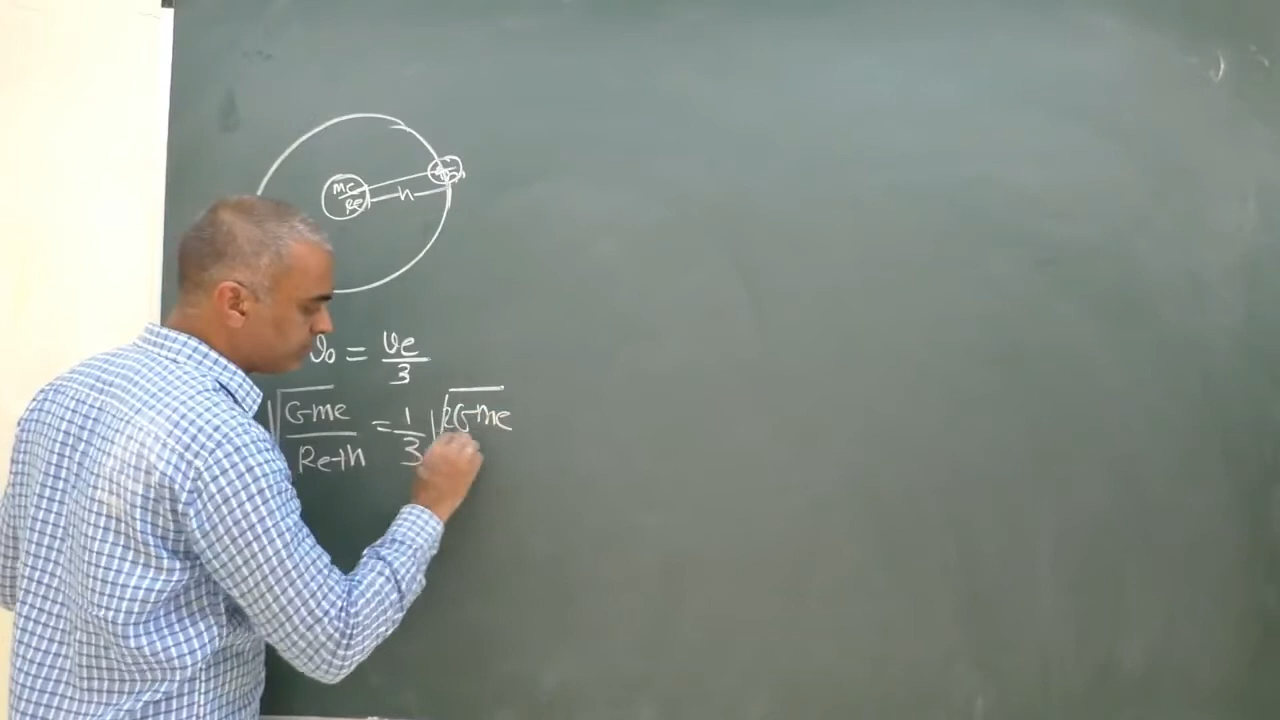 Me
Re
h
v₀ = ve/3
√(GMe/(Re+h)) = 1/3 √(2GMe